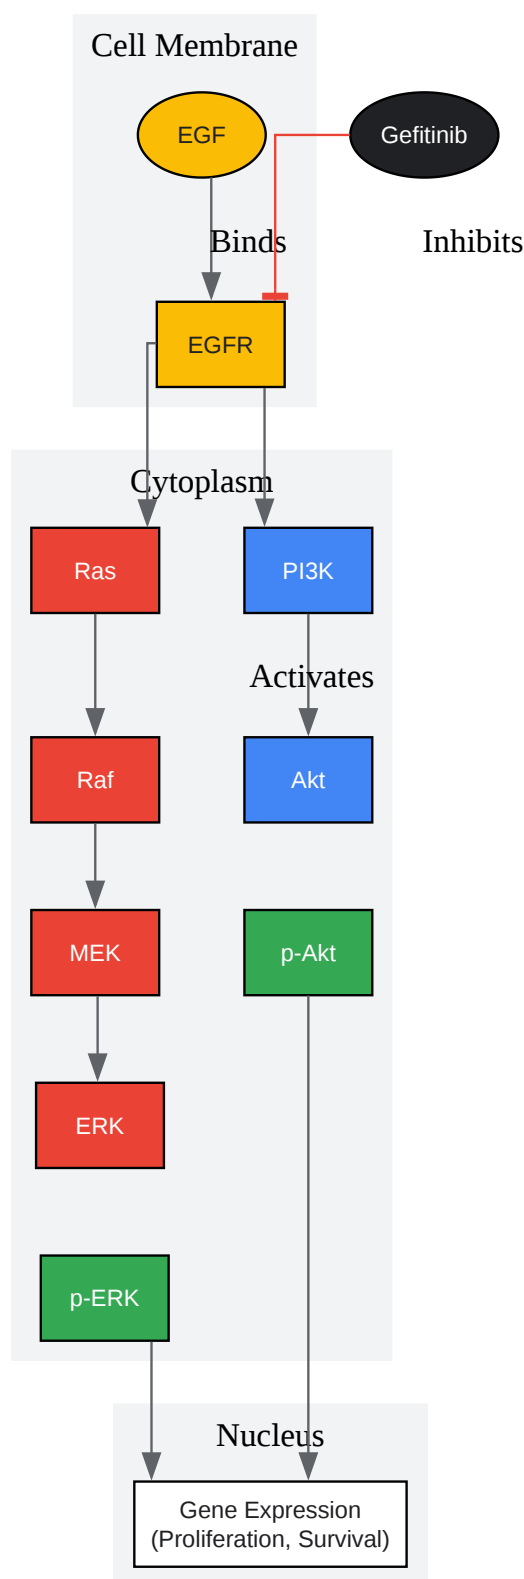 Cell Membrane
EGF
Gefitinib
Binds
Inhibits
EGFR
Cytoplasm
Ras
PI3K
Activates
Raf
Akt
MEK
p-Akt
ERK
p-ERK
Nucleus
Gene Expression
(Proliferation, Survival)